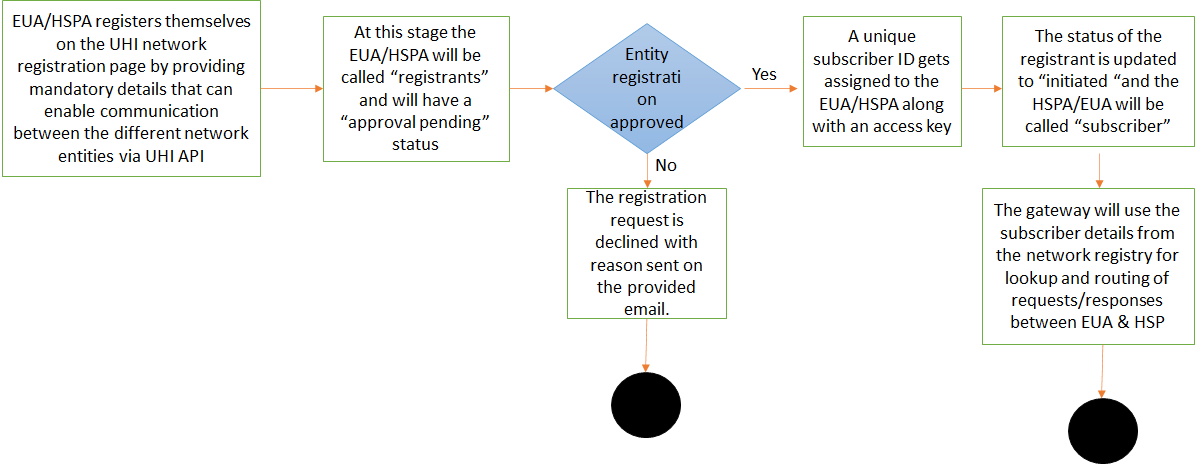 EUA/HSPA registers themselves
on the UHI network
registration page by providing
mandatory details that can
enable communication
between the different network
entities via UHI API
At this stage the
EUA/HSPA will be
called “registrants”
and will have a
“approval pending”
status
Entity
registrati
on
approved
Yes
No
A unique
subscriber ID gets
assigned to the
EUA/HSPA along
with an access key
The status of the
registrant is updated
to “initiated “and the
HSPA/EUA will be
called “subscriber”
The registration
request is
declined with
reason sent on
the provided
email.
The gateway will use the
subscriber details from
the network registry for
lookup and routing of
requests/responses
between EUA & HSP